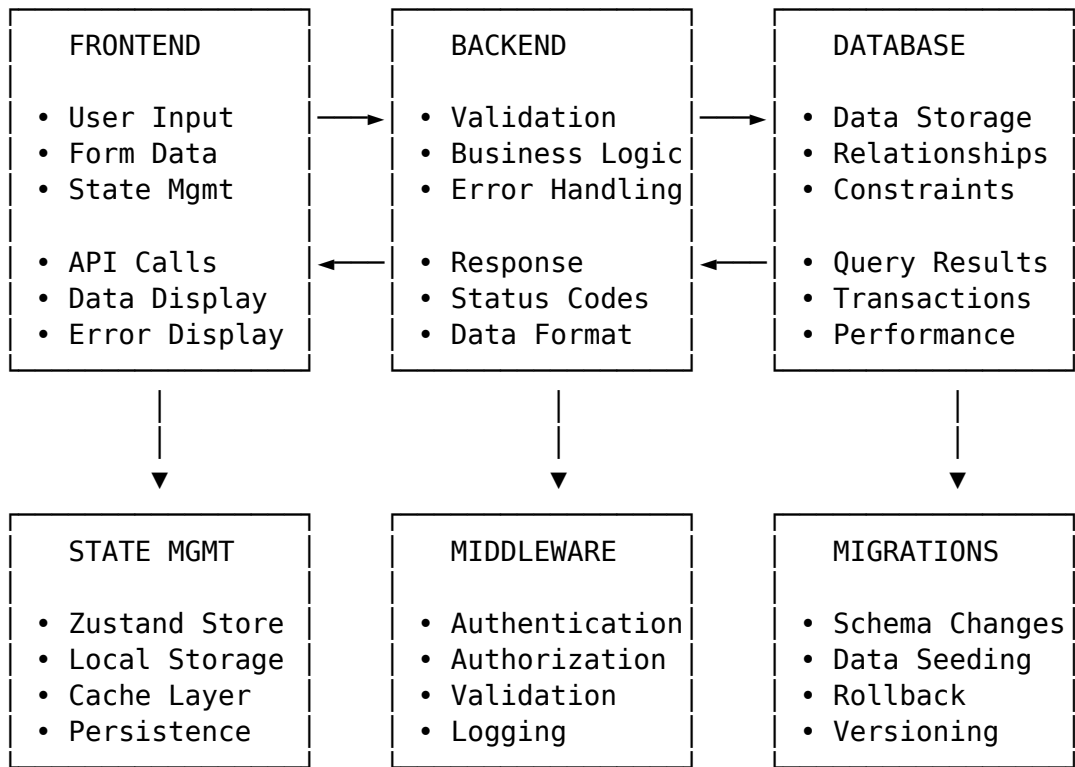 FRONTEND
• User Input
• Form Data
• State Mgmt
• API Calls
• Data Display
• Error Display
BACKEND
• Validation
• Business Logic
• Error Handling
• Response
• Status Codes
• Data Format
DATABASE
• Data Storage
• Relationships
• Constraints
• Query Results
• Transactions
• Performance
STATE MGMT
• Zustand Store
• Local Storage
• Cache Layer
• Persistence
MIDDLEWARE
• Authentication
• Authorization
• Validation
• Logging
MIGRATIONS
• Schema Changes
• Data Seeding
• Rollback
• Versioning